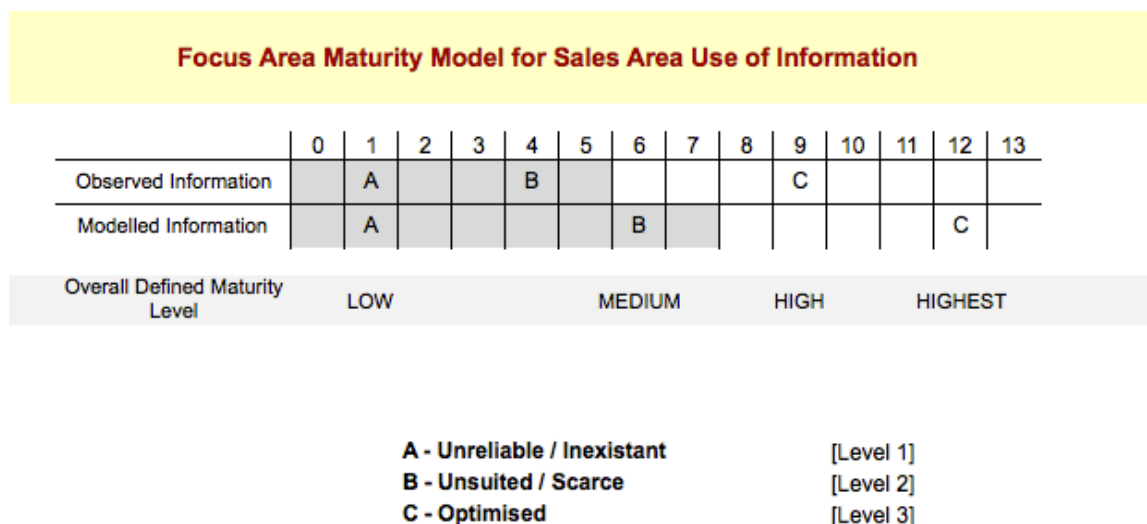 Focus Area Maturity Model for Sales Area Use of Information
0 1 2 3 4 5 6 7 8 9 10 11 12 13
Observed Information A B C
Modelled Information A B C
Overall Defined Maturity
Level LOW MEDIUM HIGH HIGHEST
A - Unreliable / Inexistant [Level 1]
B - Unsuited / Scarce [Level 2]
C - Optimised [Level 3]